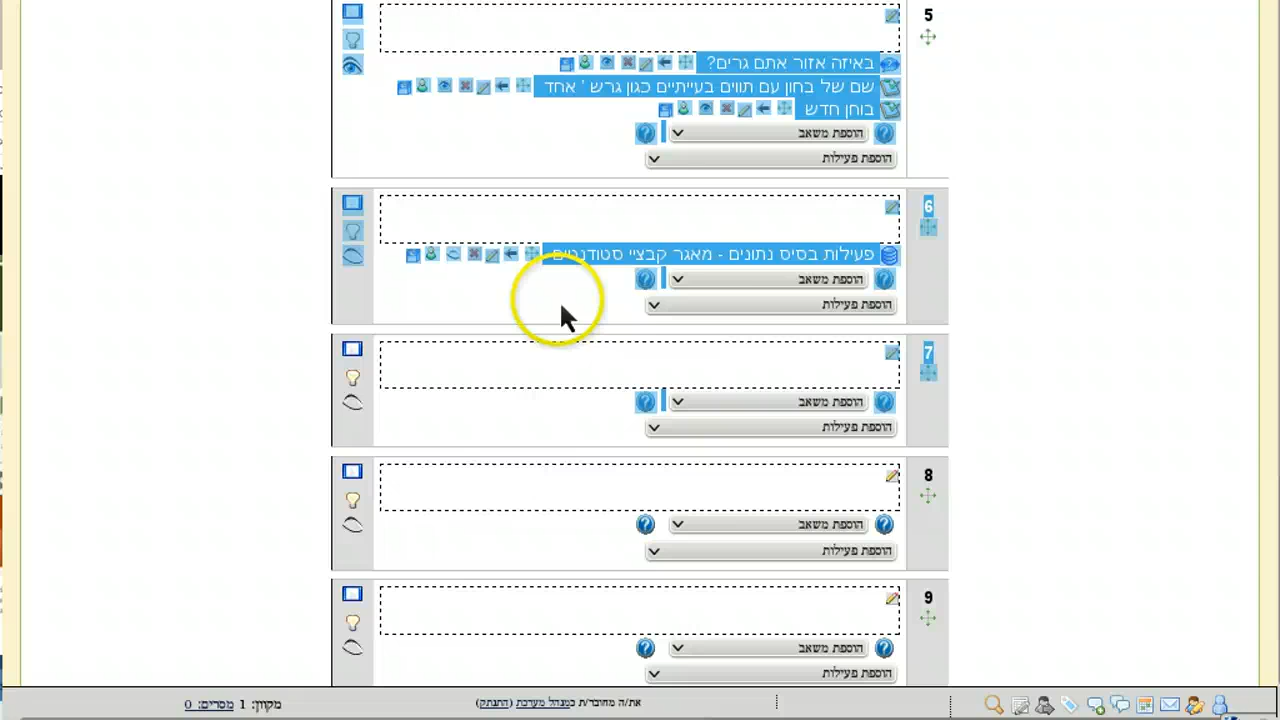 5
באיזה אזור אתם גרים?
שם של בחון עם תווים בעייתיים כגון גרש ' אחד
בוחן חדש
הוספת משאב
הוספת פעילות
6
פעילות בסיס נתונים - מאגר קבציי סטודנטים
הוספת משאב
הוספת פעילות
7
הוספת משאב
הוספת פעילות
8
הוספת משאב
הוספת פעילות
9
הוספת משאב
הוספת פעילות
את/ה מחובר/ת כמנהל מערכת (התנתק)
מקוון: 1 מסרים: 0